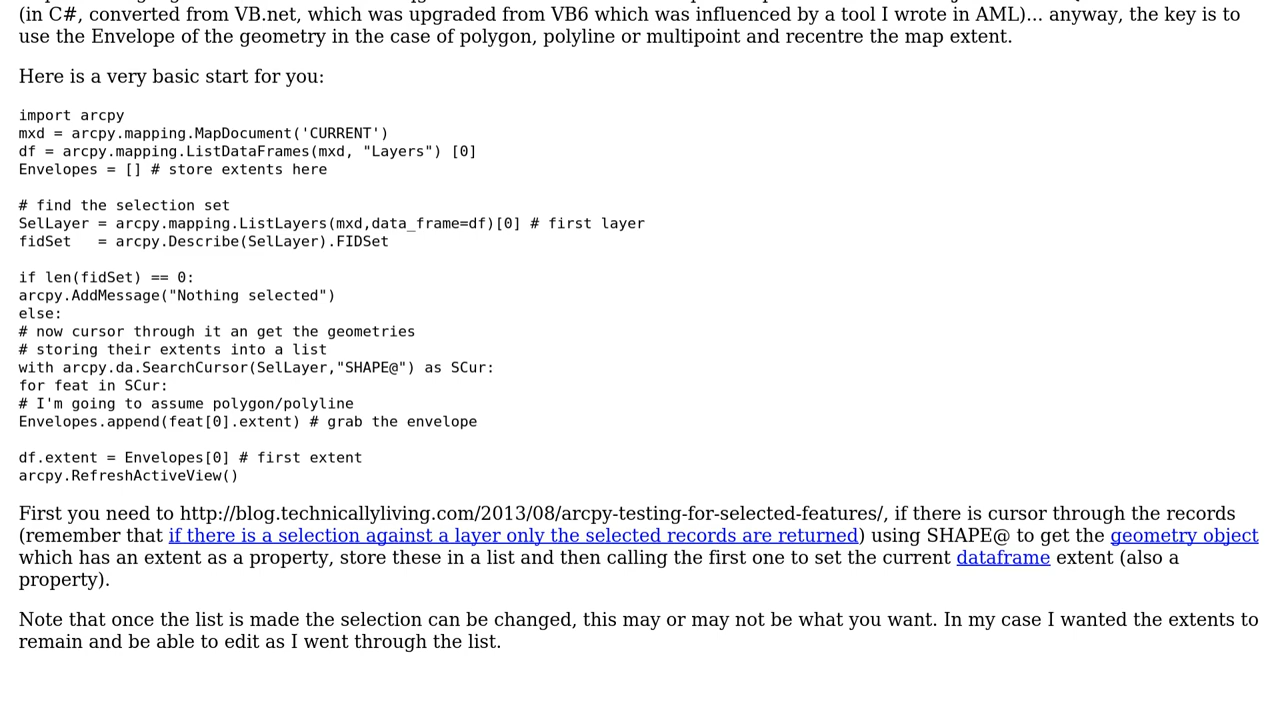 (in C#, converted from VB.net, which was upgraded from VB6 which was influenced by a tool I wrote in AML)... anyway, the key is to
use the Envelope of the geometry in the case of polygon, polyline or multipoint and recentre the map extent.
Here is a very basic start for you:
import arcpy
mxd = arcpy.mapping.MapDocument('CURRENT')
df = arcpy.mapping.ListDataFrames(mxd, "Layers") [0]
Envelopes = [] # store extents here
# find the selection set
SelLayer = arcpy.mapping.ListLayers(mxd,data_frame=df)[0] # first layer
fidSet   = arcpy.Describe(SelLayer).FIDSet
if len(fidSet) == 0:
arcpy.AddMessage("Nothing selected")
else:
# now cursor through it an get the geometries
# storing their extents into a list
with arcpy.da.SearchCursor(SelLayer,"SHAPE@") as SCur:
for feat in SCur:
# I'm going to assume polygon/polyline
Envelopes.append(feat[0].extent) # grab the envelope
df.extent = Envelopes[0] # first extent
arcpy.RefreshActiveView()
First you need to http://blog.technicallyliving.com/2013/08/arcpy-testing-for-selected-features/, if there is cursor through the records
(remember that if there is a selection against a layer only the selected records are returned) using SHAPE@ to get the geometry object
which has an extent as a property, store these in a list and then calling the first one to set the current dataframe extent (also a
property).
Note that once the list is made the selection can be changed, this may or may not be what you want. In my case I wanted the extents to
remain and be able to edit as I went through the list.